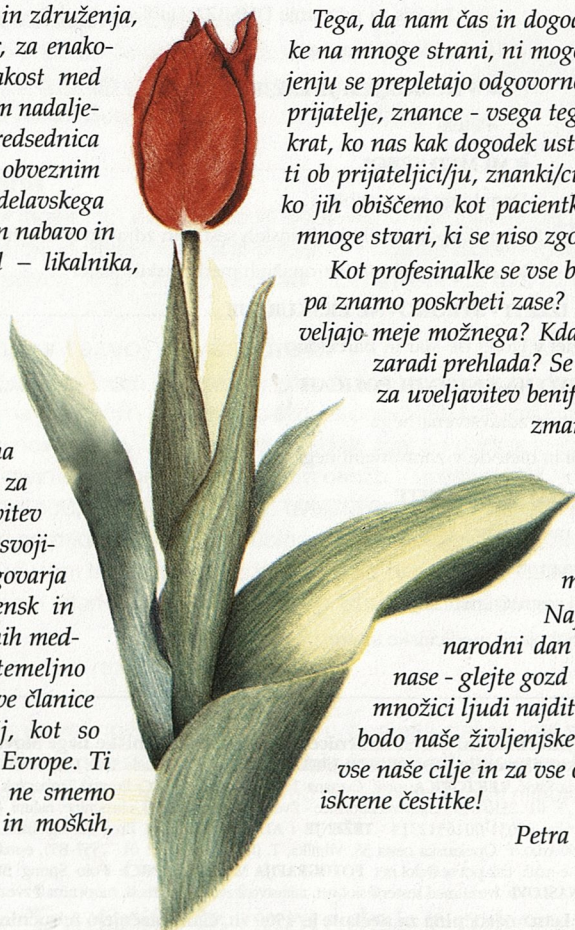 in združenja,
za enako-
akost med
nadalje-
redsednica
obveznim
delavskega
nabavo in
– likalnika,
na
za
svoji-
govarja
ensk in
nih med-
temeljno
ve članice
j, kot so
Evrope. Ti
ne smemo
in moških,
Tega, da nam čas in dogod
ke na mnoge strani, ni mog
jenju se prepletajo odgovorn
prijatelje, znance - vsega teg
krat, ko nas kak dogodek ust
ti ob prijateljici/ju, znanki/c
ko jih obiščemo kot pacientk
mnoge stvari, ki se niso zgo
Kot profesinalke se vse b
pa znamo poskrbeti zase?
veljajo meje možnega? Kda
zaradi prehlada? Se
za uveljavitev benif
zmar
m
Na
narodni dan
nase - glejte gozd
množici ljudi najdit
bodo naše življenjske
vse naše cilje in za vse
iskrene čestitke!
Petra